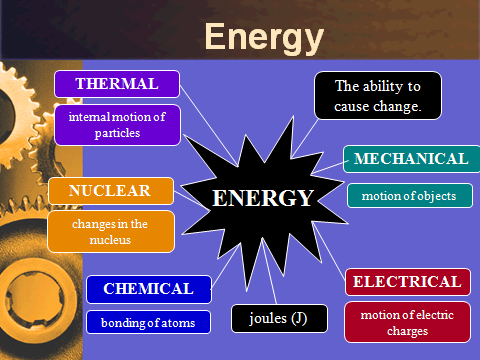 Energy
THERMAL
internal motion of
particles
The ability to
cause change.
MECHANICAL
motion of objects
NUCLEAR
changes in the
nucleus
ENERGY
CHEMICAL
bonding of atoms
joules (J)
ELECTRICAL
motion of electric
charges